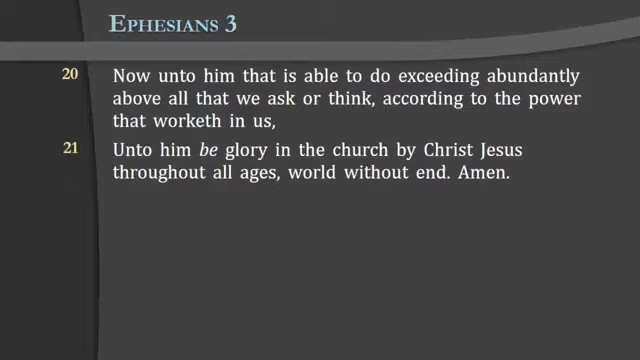 EPHESIANS 3
20 Now unto him that is able to do exceeding abundantly
above all that we ask or think, according to the power
that worketh in us,
21 Unto him be glory in the church by Christ Jesus
throughout all ages, world without end. Amen.